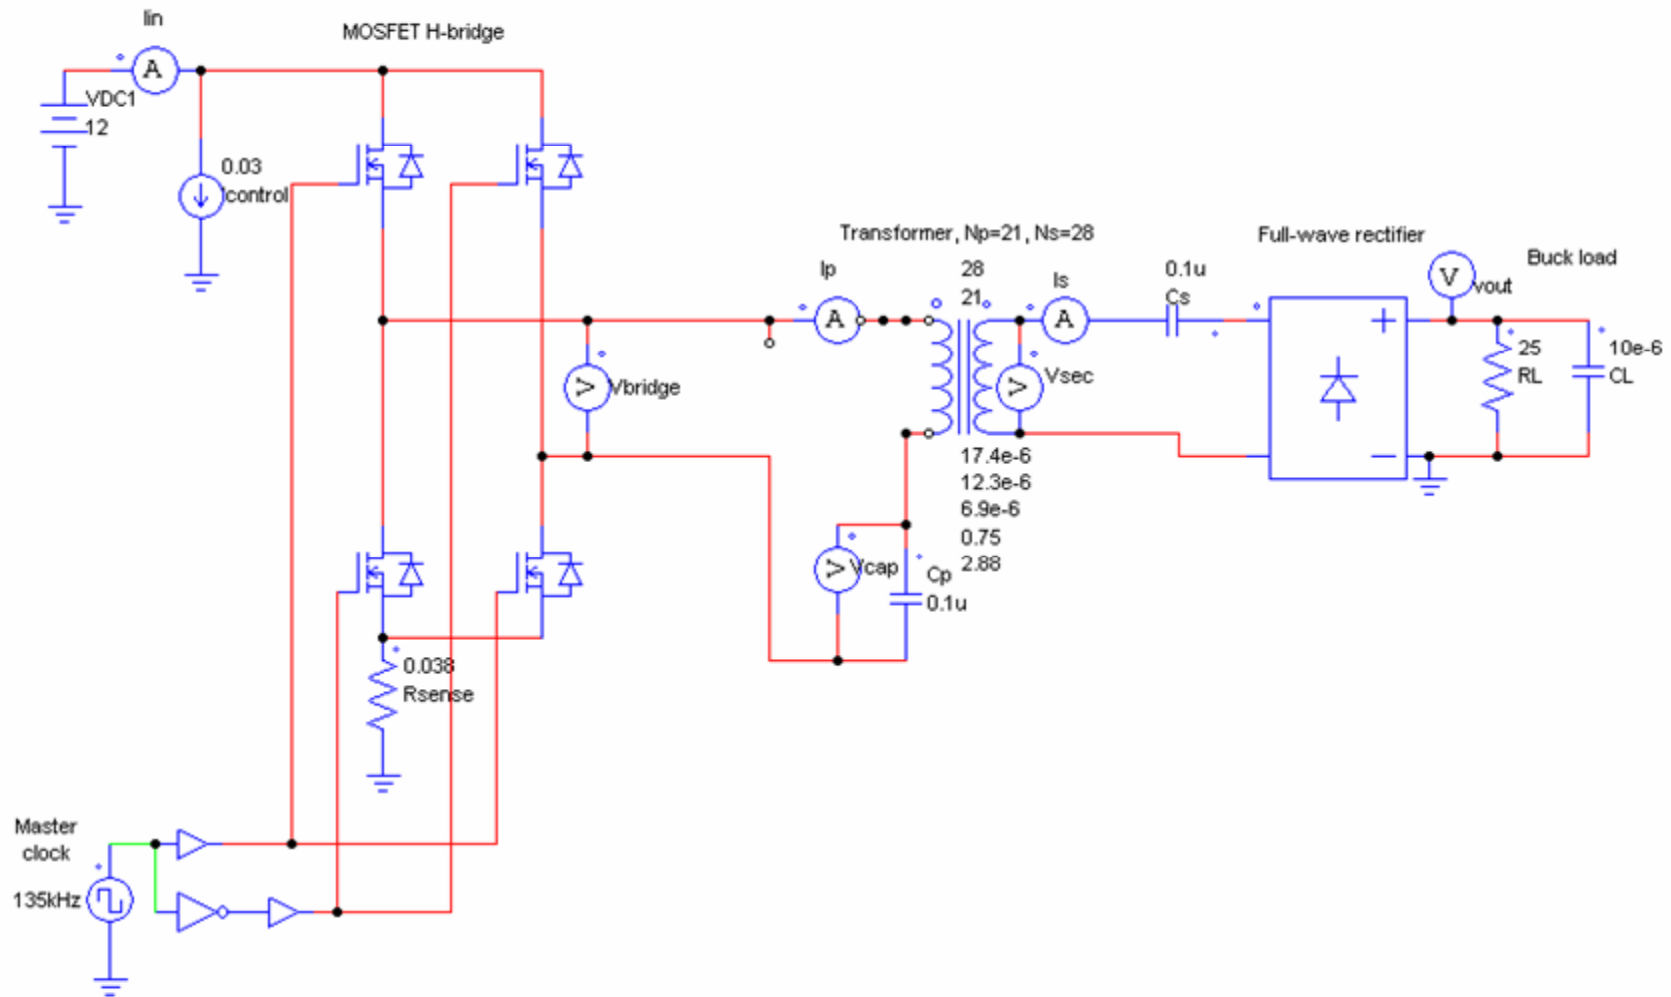 Iin
MOSFET H-bridge
A
VDC1
12
0.03
Icontrol
Transformer, Np=21, Ns=28
Full-wave rectifier
Buck load
Ip
28
21
Is
0.1u
Cs
V
vout
A
A
25
RL
10e-6
CL
V
Vbridge
V
Vsec
17.4e-6
12.3e-6
6.9e-6
0.75
2.88
V
Vcap
Cp
0.1u
0.038
Rsense
Master
clock
135kHz